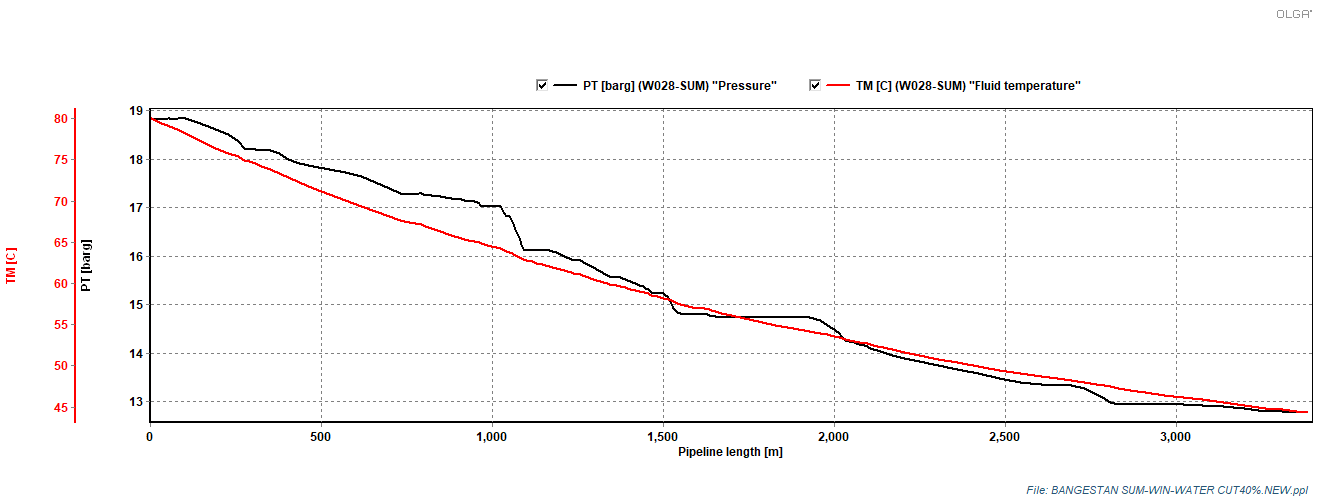 OLGA
PT [barg] (W028-SUM) "Pressure" TM [C] (W028-SUM) "Fluid temperature"
TM [C]
80
75
70
65
60
55
50
45
PT [barg]
19
18
17
16
15
14
13
0 500 1,000 1,500 2,000 2,500 3,000
Pipeline length [m]
File: BANGESTAN SUM-WIN-WATER CUT40%.NEW.ppl